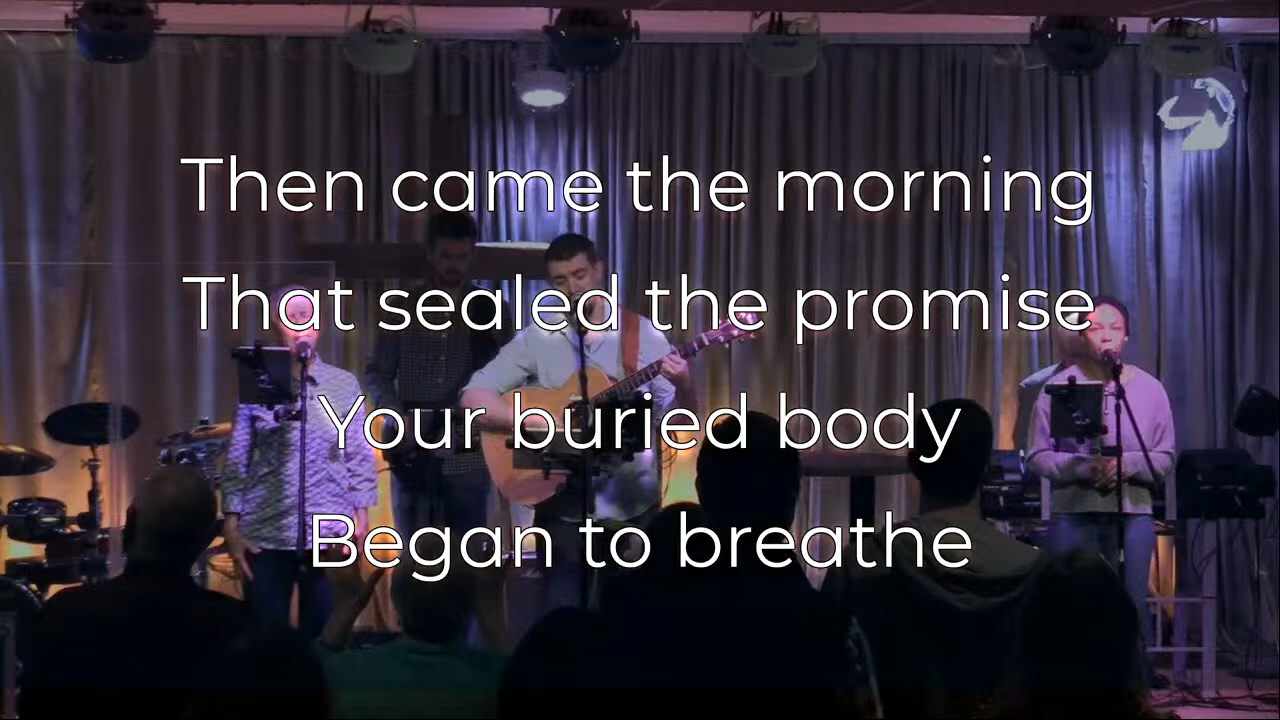 Then came the morning
That sealed the promise
Your buried body
Began to breathe